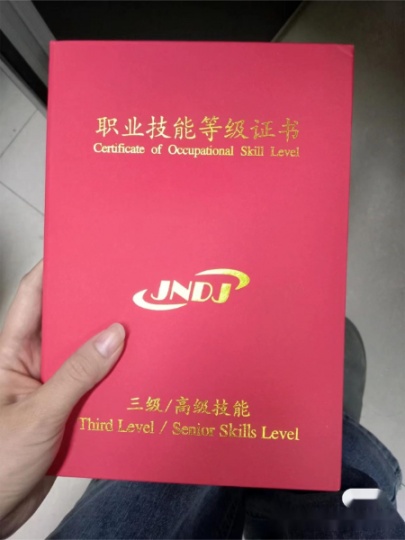 职业技能等级证书
Certificate of Occupational Skill Level
JNDJ
三级/高级技能
Third Level / Senior Skills Level